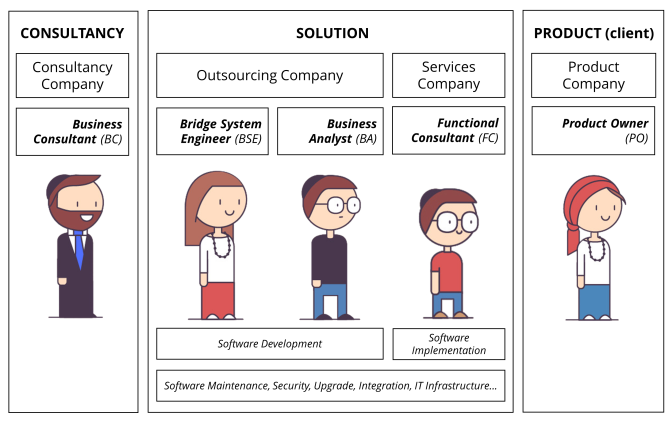 CONSULTANCY
SOLUTION
PRODUCT (client)
Consultancy
Company
Outsourcing Company
Services
Company
Product
Company
Business
Consultant (BC)
Bridge System
Engineer (BSE)
Business
Analyst (BA)
Functional
Consultant (FC)
Product Owner
(PO)
Software Development
Software
Implementation
Software Maintenance, Security, Upgrade, Integration, IT Infrastructure...